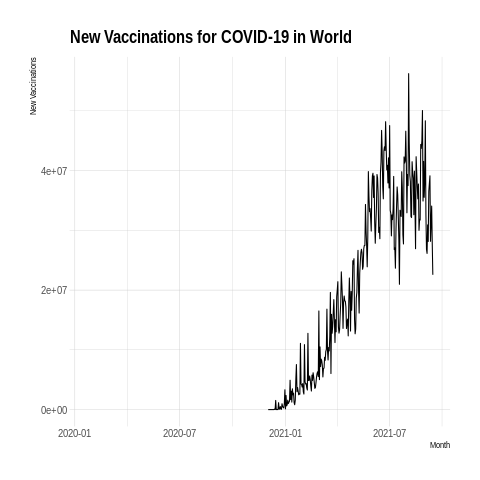 New Vaccinations for COVID-19 in World
New Vaccinations
4e+07
2e+07
0e+00
2020-01 2020-07 2021-01 2021-07
Month